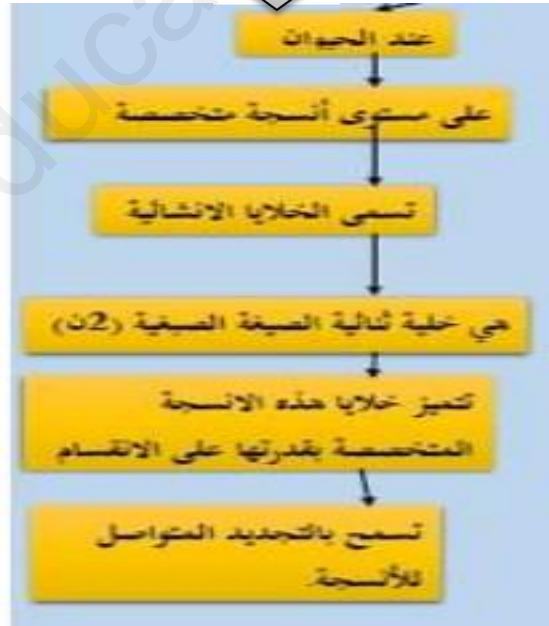 عند الحيوان
على مستوى أنسجة متخصصة
تسمى الخلايا الانشائية
هي خلية ثنائية الصيغة الصبغية (2ن)
تتميز خلايا هذه الانسجة
المتخصصة بقدرتها على الانقسام
تسمح بالتجديد المتواصل
للأنسجة.